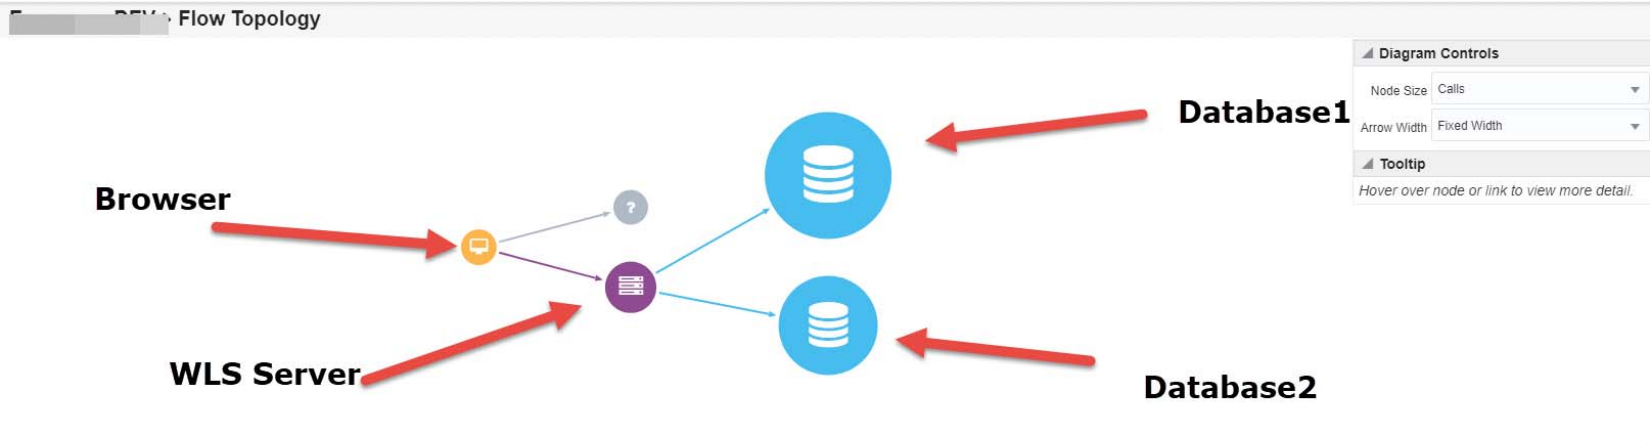 > Flow Topology
Diagram Controls
Node Size Calls
Arrow Width Fixed Width
Tooltip
Hover over node or link to view more detail.
Database1
Browser
?
WLS Server
Database2